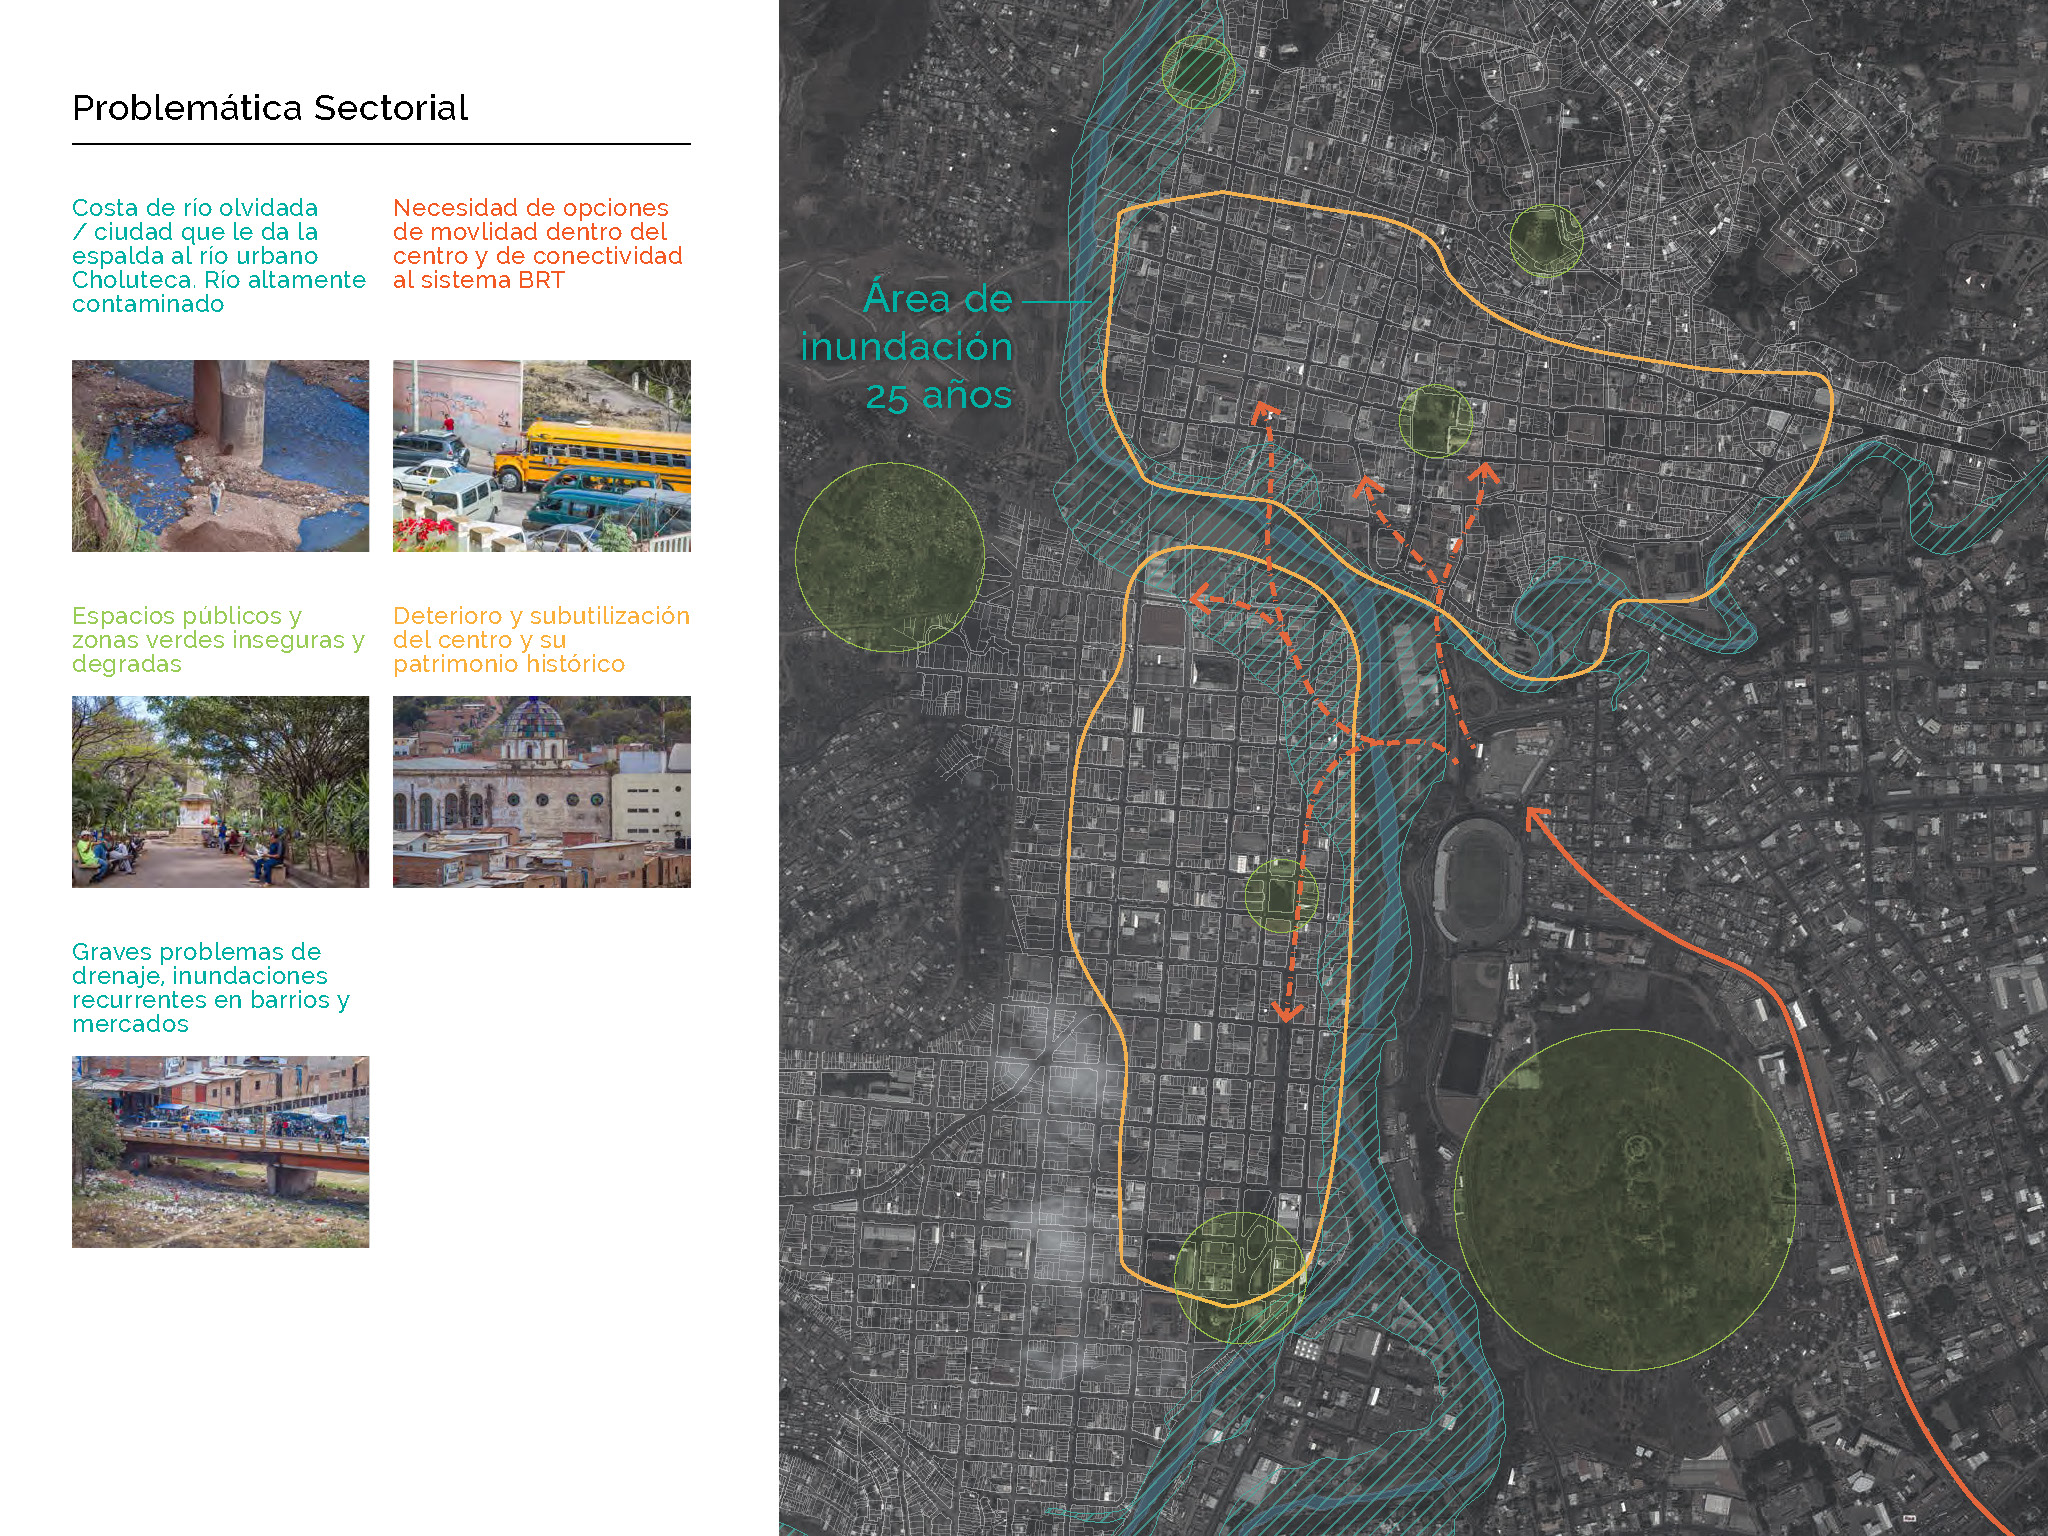 Problemática Sectorial
Costa de río olvidada
/ ciudad que le da la
espalda al río urbano
Choluteca. Río altamente
contaminado
Necesidad de opciones
de movlidad dentro del
centro y de conectividad
al sistema BRT
Espacios públicos y
zonas verdes inseguras y
degradas
Deterioro y subutilización
del centro y su
patrimonio histórico
Graves problemas de
drenaje, inundaciones
recurrentes en barrios y
mercados
Área de
inundación
25 años